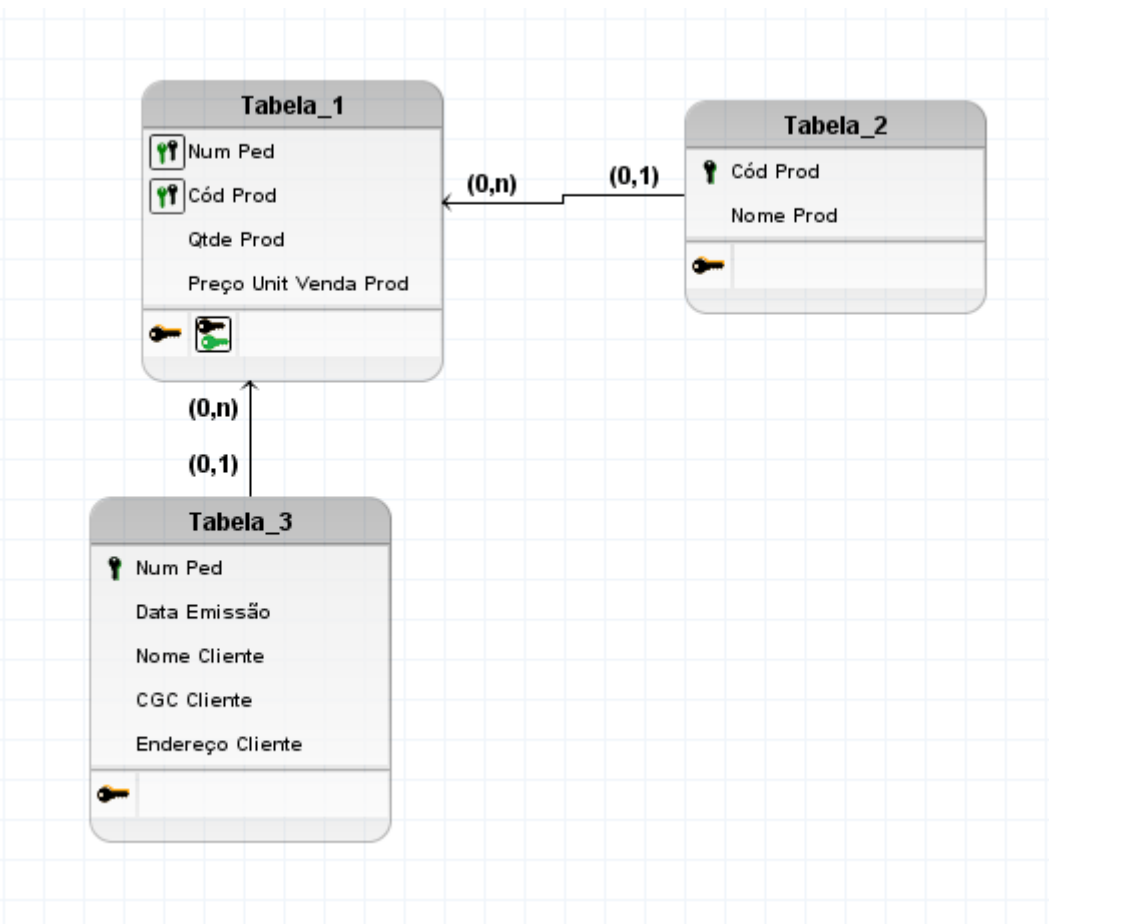 Tabela_1
Num Ped
Cód Prod
Qtde Prod
Preço Unit Venda Prod
(0,n)
(0,1)
Tabela_2
Cód Prod
Nome Prod
(0,n)
(0,1)
Tabela_3
Num Ped
Data Emissão
Nome Cliente
CGC Cliente
Endereço Cliente